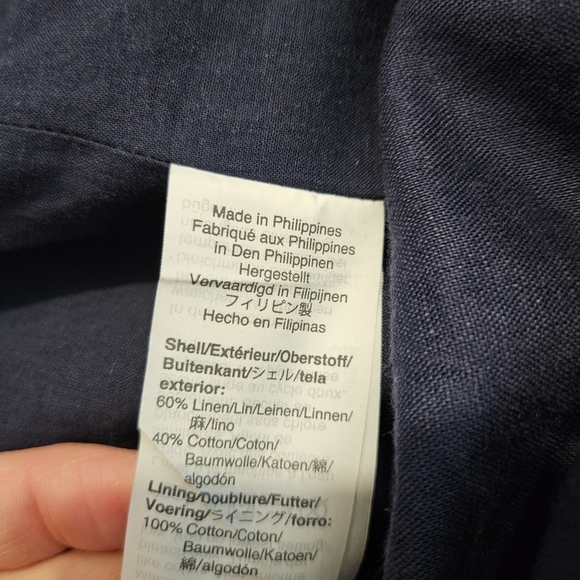 Made in Philippines
Fabriqué aux Philippines
in Den Philippinen
Hergestellt
Vervaardigd in Filipijnen
フィリピン製
Hecho en Filipinas
Shell/Extérieur/Oberstoff/
Buitenkant/シェル/tela
exterior:
60% Linen/Lin/Leinen/Linnen/
麻/lino
40% Cotton/Coton/
Baumwolle/Katoen/綿/
algodón
Lining/Doublure/Futter/
Voering/ライニング/forro:
100% Cotton/Coton/
Baumwolle/Katoen/
綿/algodón